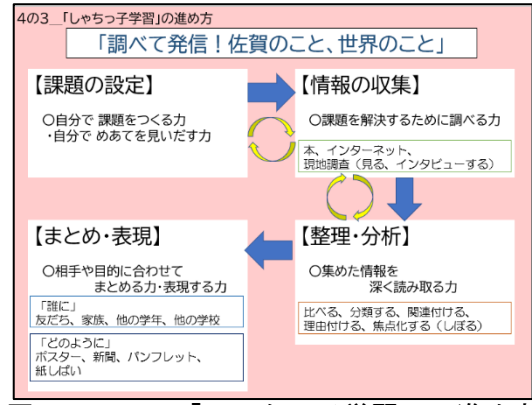 4の3_「しゃちっ子学習」の進め方
「調べて発信！佐賀のこと、世界のこと」
【課題の設定】
○自分で 課題をつくる力
・自分で めあてを見いだす力
【情報の収集】
○課題を解決するために調べる力
本、インターネット、
現地調査（見る、インタビューする）
【まとめ・表現】
○相手や目的に合わせて
まとめる力・表現する力
「誰に」
友だち、家族、他の学年、他の学校
「どのように」
ポスター、新聞、パンフレット、
紙しばい
【整理・分析】
○集めた情報を
深く読み取る力
比べる、分類する、関連付ける、
理由付ける、焦点化する（しぼる）